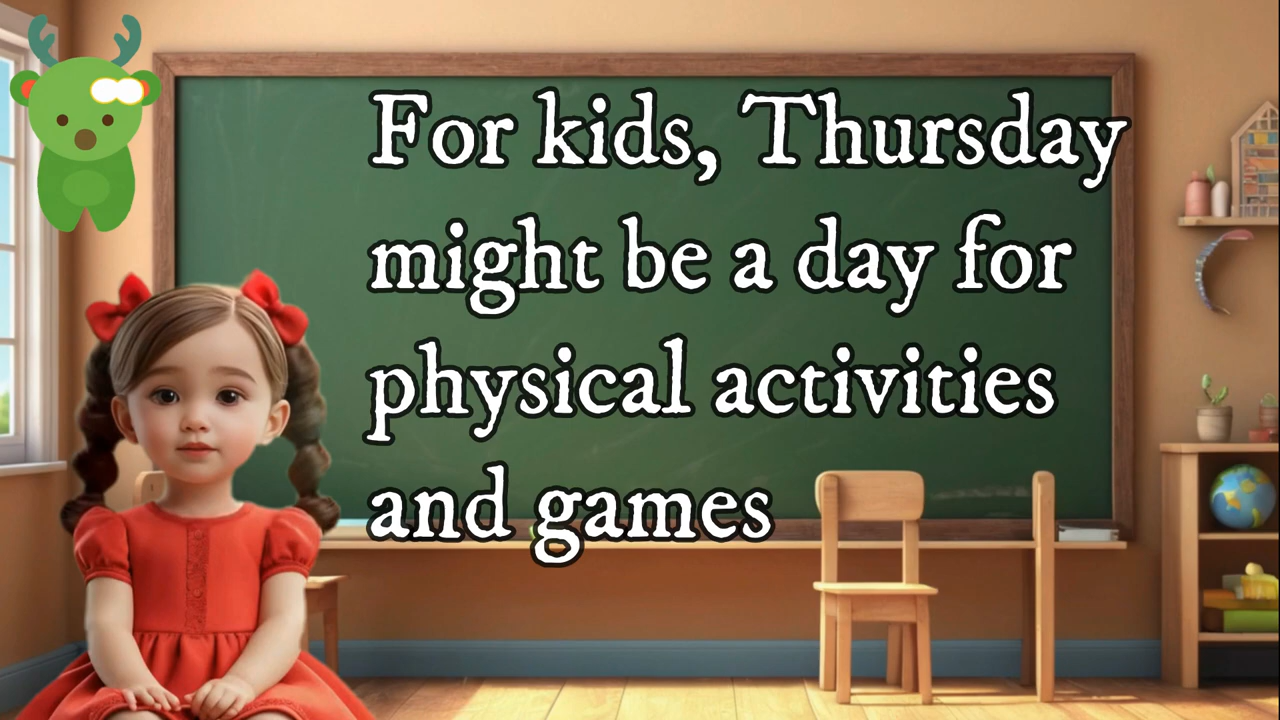 For kids, Thursday
might be a day for
physical activities
and games